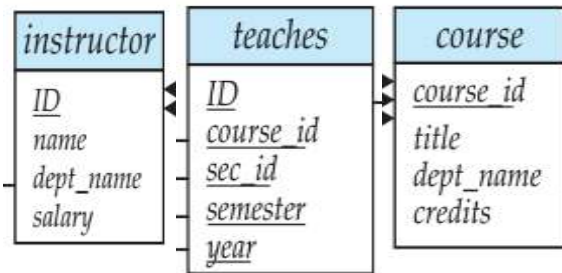 instructor
ID
name
dept_name
salary
teaches
ID
course_id
sec_id
semester
year
course
course_id
title
dept_name
credits